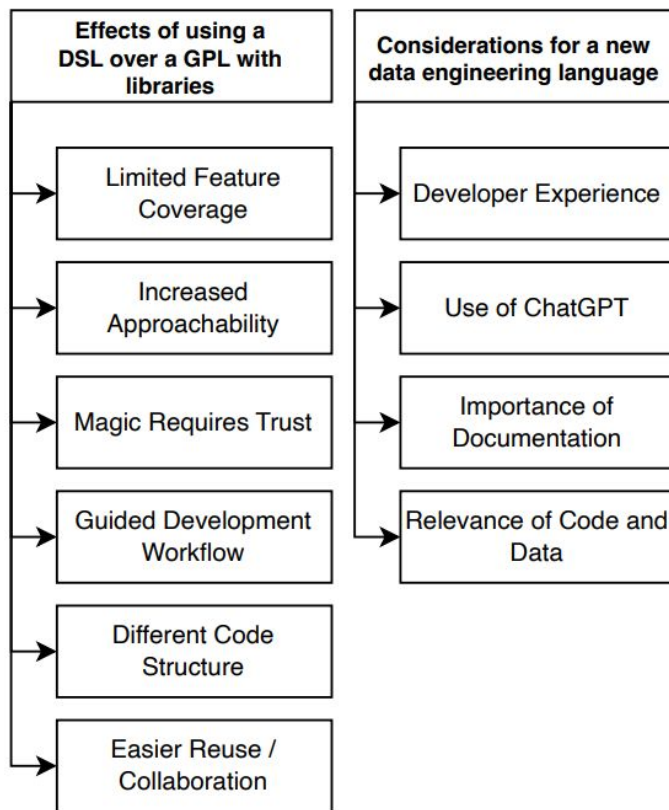 Effects of using a
DSL over a GPL with
libraries
Limited Feature
Coverage
Increased
Approachability
Magic Requires Trust
Guided Development
Workflow
Different Code
Structure
Easier Reuse /
Collaboration
Considerations for a new
data engineering language
Developer Experience
Use of ChatGPT
Importance of
Documentation
Relevance of Code and
Data